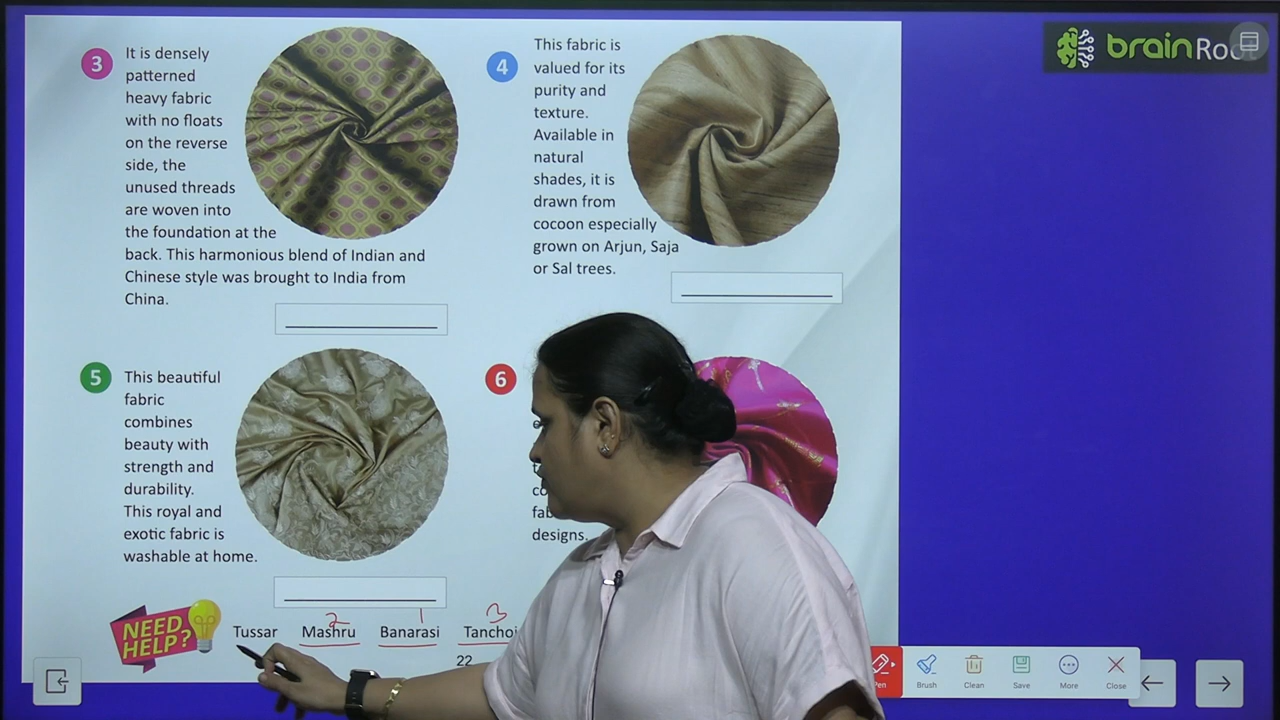 brainRoot
3
It is densely
patterned
heavy fabric
with no floats
on the reverse
side, the
unused threads
are woven into
the foundation at the
back. This harmonious blend of Indian and
Chinese style was brought to India from
China.
4
This fabric is
valued for its
purity and
texture.
Available in
natural
shades, it is
drawn from
cocoon especially
grown on Arjun, Saja
or Sal trees.
5
This beautiful
fabric
combines
beauty with
strength and
durability.
This royal and
exotic fabric is
washable at home.
6
designs.
NEED
HELP?
2 1 3
Tussar Mashru Banarasi Tanchoi
22
Pen Brush Clean Save More Close